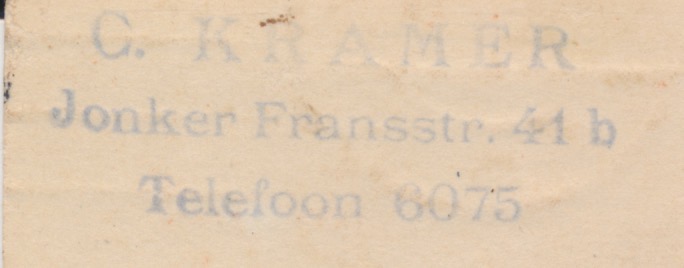 C. KRAMER
Jonker Fransstr. 41 b
Telefoon 6075